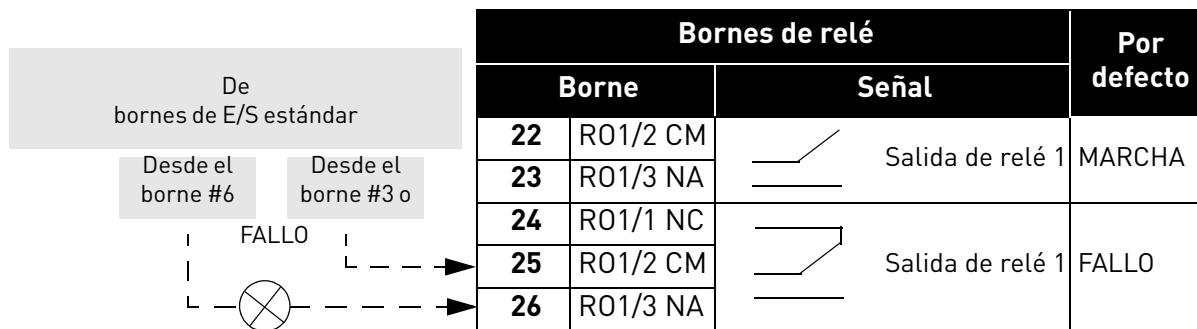 De
bornes de E/S estándar
Desde el
borne #6
Desde el
borne #3 o
FALLO
Bornes de relé
Por
defecto
Borne
Señal
22 RO1/2 CM
23 RO1/3 NA
Salida de relé 1
MARCHA
24 RO1/1 NC
25 RO1/2 CM
26 RO1/3 NA
Salida de relé 1
FALLO